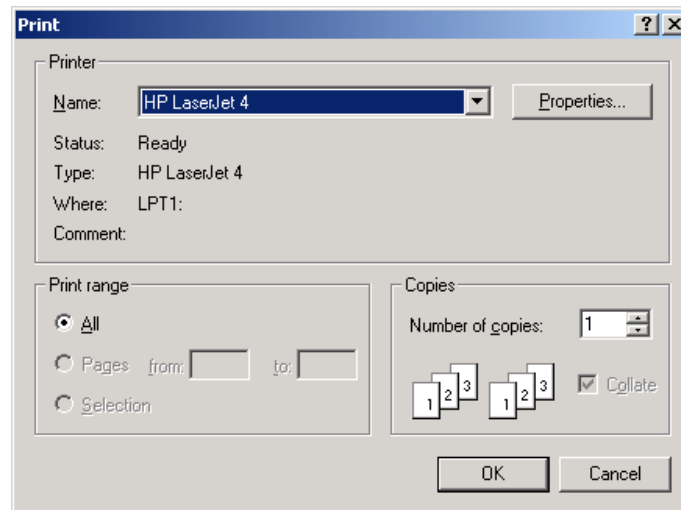 Print
Printer
Name: HP LaserJet 4 Properties...
Status: Ready
Type: HP LaserJet 4
Where: LPT1:
Comment:
Print range
All
Pages from: to:
Selection
Copies
Number of copies: 1
1 2 3 1 2 3
Collate
OK Cancel